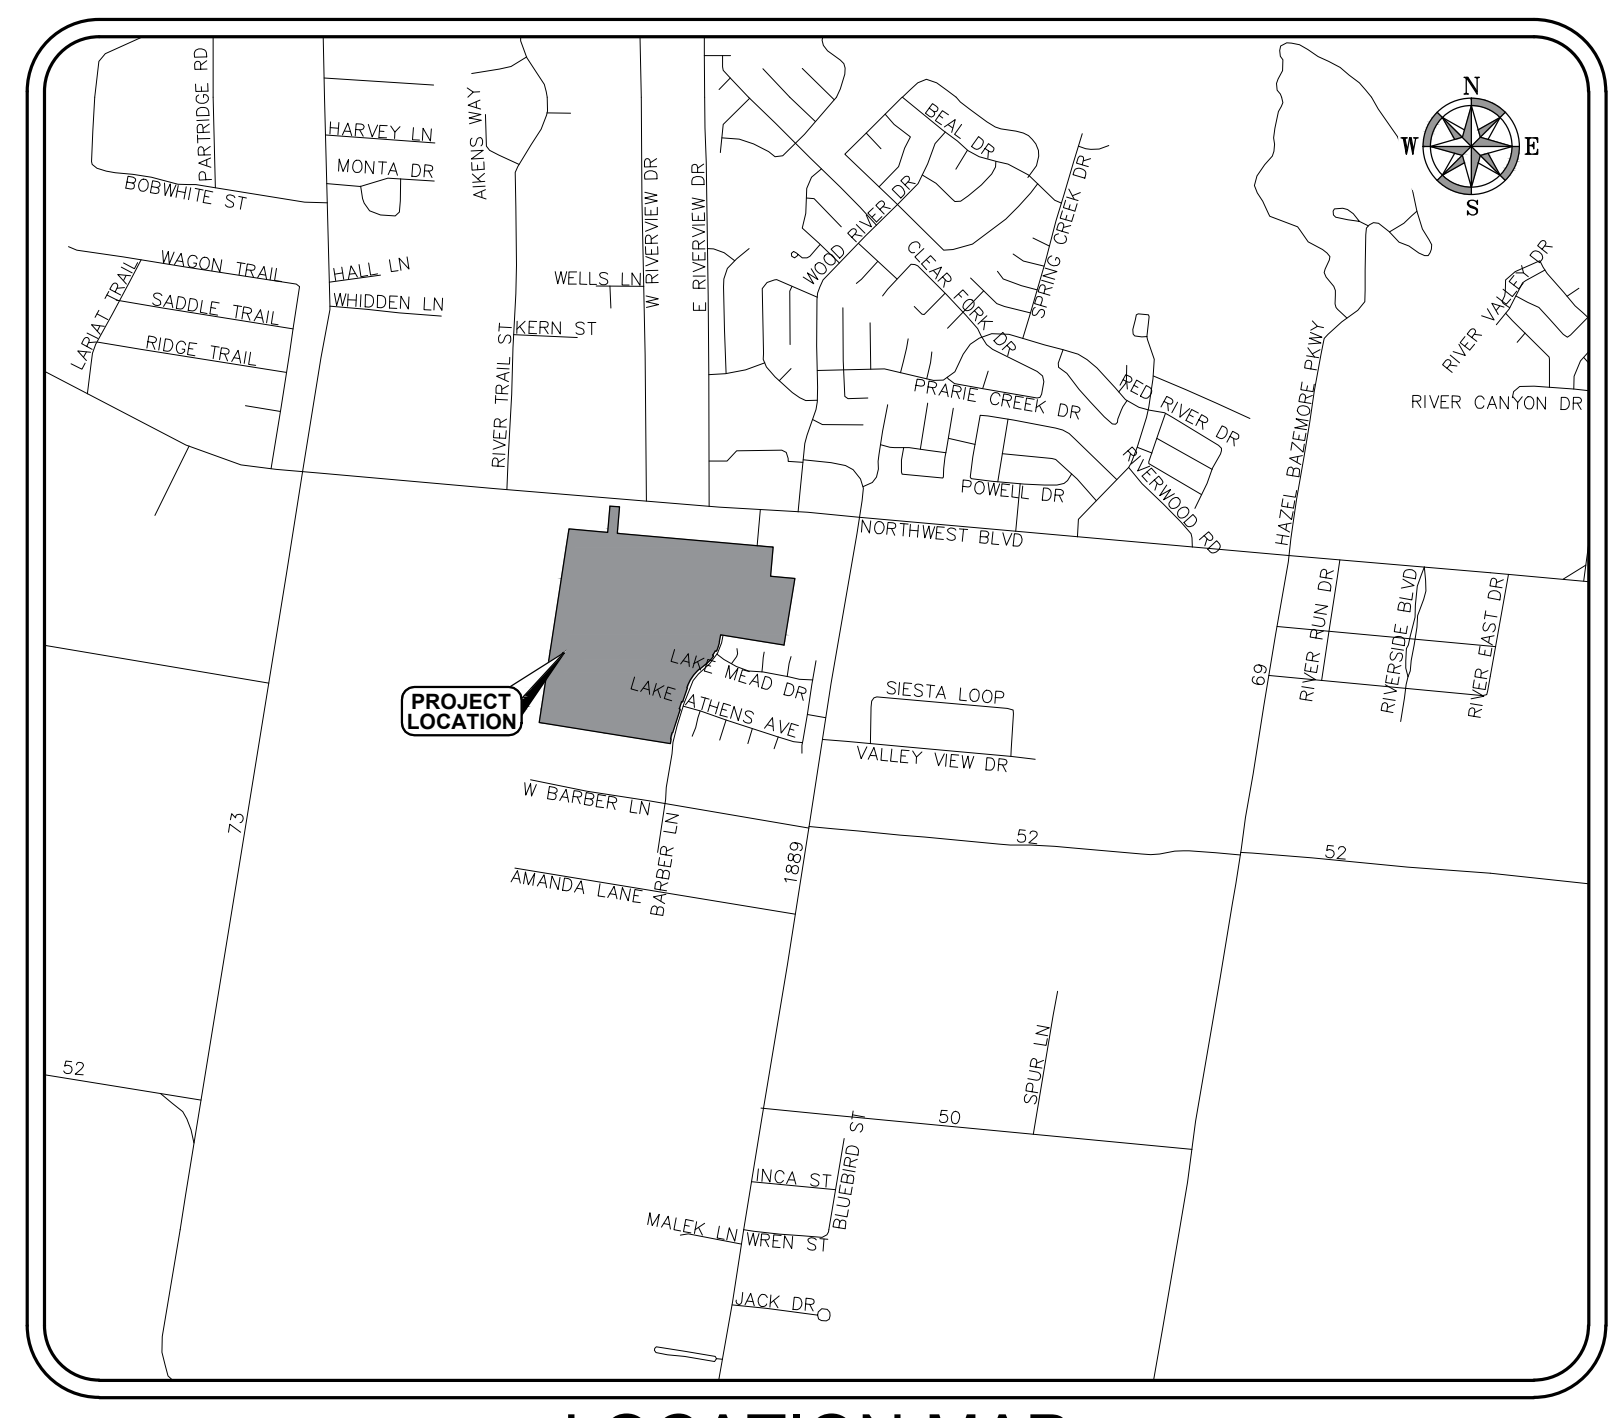 PARTRIDGE RD
HARVEY LN
MONTA DR
AIKENS WAY
BOBWHITE ST
W RIVERVIEW DR
E RIVERVIEW DR
BEAL DR
WOOD RIVER DR
SPRING CREEK DR
CLEAR FORK DR
N
W
E
S
WAGON TRAIL
HALL LN
WELLS LN
SADDLE TRAIL
WHIDDEN LN
LARIAT TRAIL
RIDGE TRAIL
KERN ST
RIVER TRAIL ST
RIVER VALLEY DR
HAZEL BAZEMORE PKWY
PRARIE CREEK DR
RED RIVER DR
RIVER CANYON DR
POWELL DR
RIVERWOOD RD
NORTHWEST BLVD
RIVER RUN DR
RIVERSIDE BLVD
RIVER EAST DR
LAKE MEAD DR
LAKE ATHENS AVE
PROJECT
LOCATION
SIESTA LOOP
69
VALLEY VIEW DR
W BARBER LN
73
BARBER LN
1889
52
52
AMANDA LANE
SPUR LN
52
50
BLUEBIRD ST
INCA ST
MALEK LN
WREN ST
JACK DR
LOCATION MAP